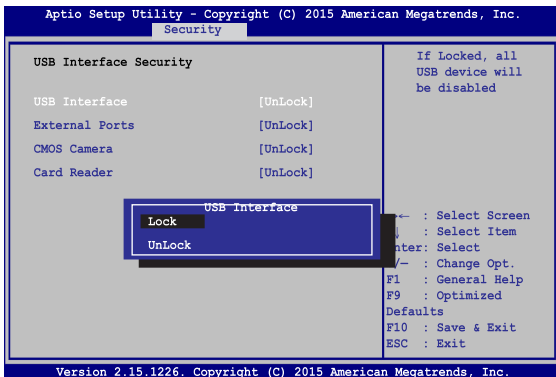 Aptio Setup Utility - Copyright (C) 2015 American Megatrends, Inc.
Security
USB Interface Security
USB Interface [UnLock]
External Ports [UnLock]
CMOS Camera [UnLock]
Card Reader [UnLock]
If Locked, all
USB device will
be disabled
USB Interface
Lock
UnLock
→← : Select Screen
↓ : Select Item
nter: Select
/— : Change Opt.
F1 : General Help
F9 : Optimized
Defaults
F10 : Save & Exit
ESC : Exit
Version 2.15.1226. Copyright (C) 2015 American Megatrends, Inc.